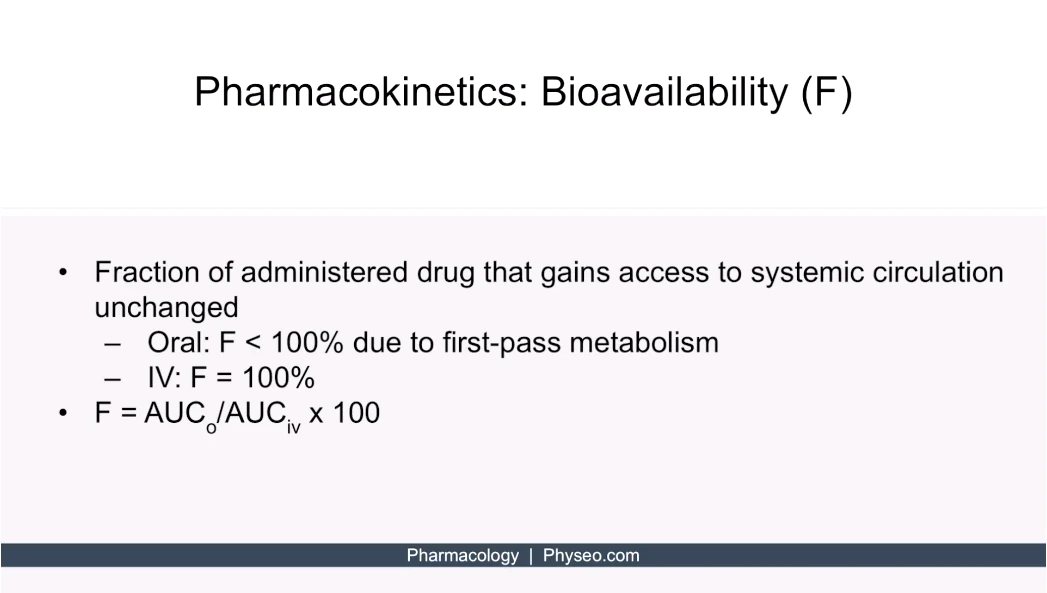 Pharmacokinetics: Bioavailability (F)
• Fraction of administered drug that gains access to systemic circulation
unchanged
– Oral: F < 100% due to first-pass metabolism
– IV: F = 100%
• F = AUCo/AUCiv x 100
Pharmacology | Physeo.com